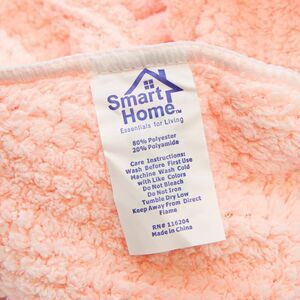 Smart
Home™
Essentials for Living
80% Polyester
20% Polyamide
Care Instructions:
Wash Before First Use
Machine Wash Cold
with Like Colors
Do Not Bleach
Do Not Iron
Tumble Dry Low
Keep Away From Direct
Flame
RN# 116204
Made in China